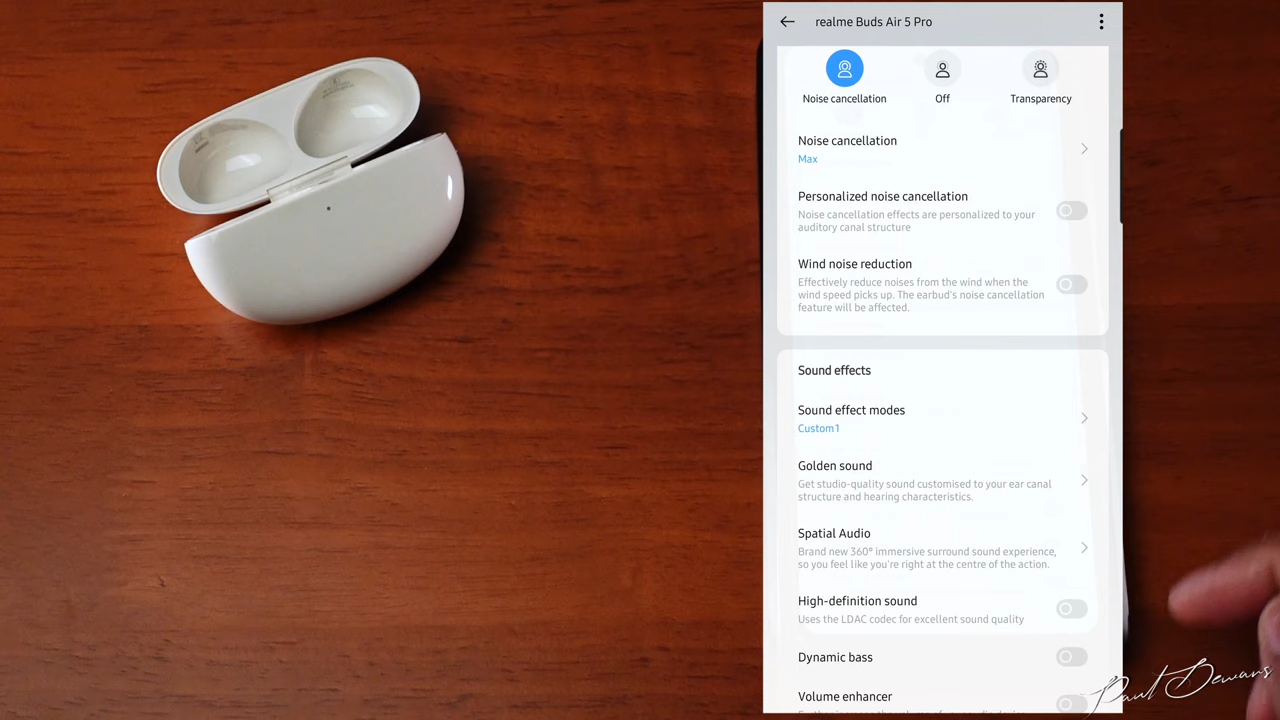 realme Buds Air 5 Pro
Noise cancellation
Off
Transparency
Noise cancellation
Max
Personalized noise cancellation
Noise cancellation effects are personalized to your
auditory canal structure
Wind noise reduction
Effectively reduce noises from the wind when the
wind speed picks up. The earbud's noise cancellation
feature will be affected.
Sound effects
Sound effect modes
Custom1
Golden sound
Get studio-quality sound customised to your ear canal
structure and hearing characteristics.
Spatial Audio
Brand new 360° immersive surround sound experience,
so you feel like you're right at the centre of the action.
High-definition sound
Uses the LDAC codec for excellent sound quality
Dynamic bass
Volume enhancer